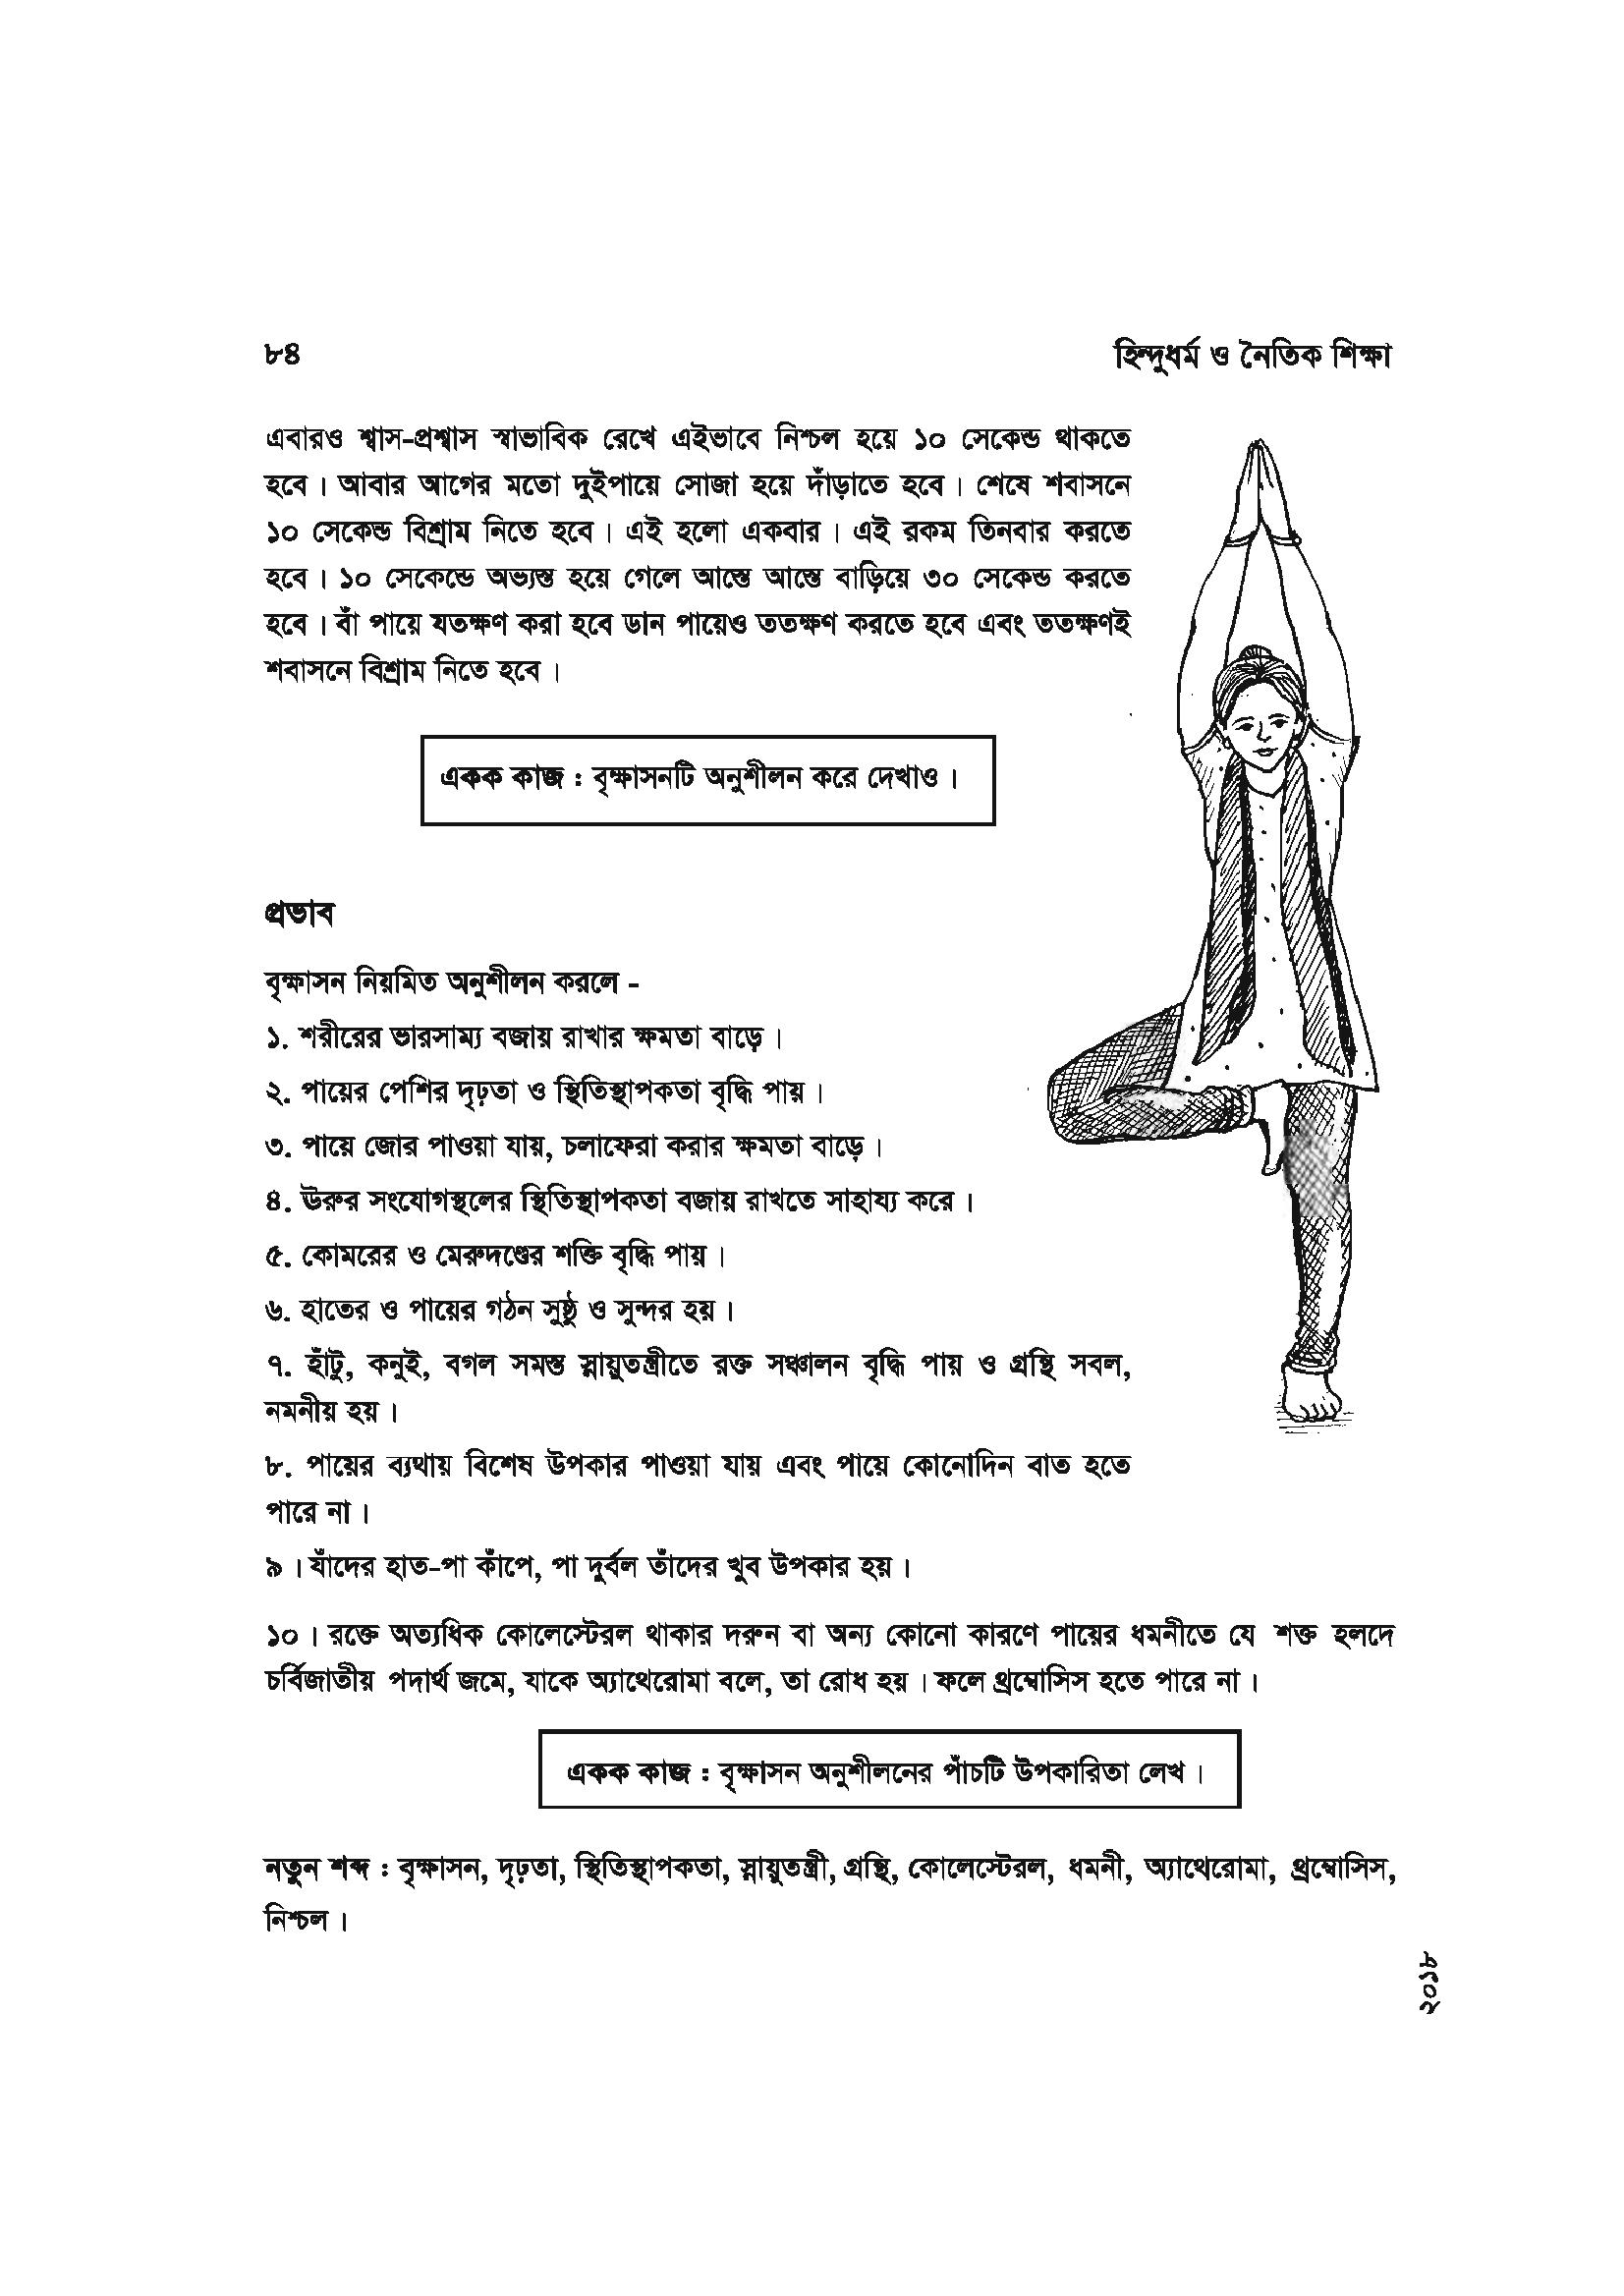 ৮৪ হিন্দুধর্ম ও নৈতিক শিক্ষা
এবারও শ্বাস-প্রশ্বাস স্বাভাবিক রেখে এইভাবে নিশ্চল হয়ে ১০ সেকেন্ড থাকতে
হবে। আবার আগের মতো দুইপায়ে সোজা হয়ে দাঁড়াতে হবে। শেষে শবাসনে
১০ সেকেন্ড বিশ্রাম নিতে হবে। এই হলো একবার। এই রকম তিনবার করতে
হবে। ১০ সেকেন্ডে অভ্যস্ত হয়ে গেলে আস্তে আস্তে বাড়িয়ে ৩০ সেকেন্ড করতে
হবে। বাঁ পায়ে যতক্ষণ করা হবে ডান পায়েও ততক্ষণ করতে হবে এবং ততক্ষণই
শবাসনে বিশ্রাম নিতে হবে।
একক কাজ : বৃক্ষাসনটি অনুশীলন করে দেখাও।
প্রভাব
বৃক্ষাসন নিয়মিত অনুশীলন করলে -
১. শরীরের ভারসাম্য বজায় রাখার ক্ষমতা বাড়ে।
২. পায়ের পেশির দৃঢ়তা ও স্থিতিস্থাপকতা বৃদ্ধি পায়।
৩. পায়ে জোর পাওয়া যায়, চলাফেরা করার ক্ষমতা বাড়ে।
৪. ঊরুর সংযোগস্থলের স্থিতিস্থাপকতা বজায় রাখতে সাহায্য করে।
৫. কোমরের ও মেরুদণ্ডের শক্তি বৃদ্ধি পায়।
৬. হাতের ও পায়ের গঠন সুষ্ঠু ও সুন্দর হয়।
৭. হাঁটু, কনুই, বগল সমস্ত স্নায়ুতন্ত্রীতে রক্ত সঞ্চালন বৃদ্ধি পায় ও গ্রন্থি সবল,
নমনীয় হয়।
৮. পায়ের ব্যথায় বিশেষ উপকার পাওয়া যায় এবং পায়ে কোনোদিন বাত হতে
পারে না।
৯। যাঁদের হাত-পা কাঁপে, পা দুর্বল তাঁদের খুব উপকার হয়।
১০। রক্তে অত্যধিক কোলেস্টেরল থাকার দরুন বা অন্য কোনো কারণে পায়ের ধমনীতে যে শক্ত হলদে
চর্বিজাতীয় পদার্থ জমে, যাকে অ্যাথেরোমা বলে, তা রোধ হয়। ফলে থ্রম্বোসিস হতে পারে না।
একক কাজ : বৃক্ষাসন অনুশীলনের পাঁচটি উপকারিতা লেখ।
নতুন শব্দ : বৃক্ষাসন, দৃঢ়তা, স্থিতিস্থাপকতা, স্নায়ুতন্ত্রী, গ্রন্থি, কোলেস্টেরল, ধমনী, অ্যাথেরোমা, থ্রম্বোসিস,
নিশ্চল।
২০১৮